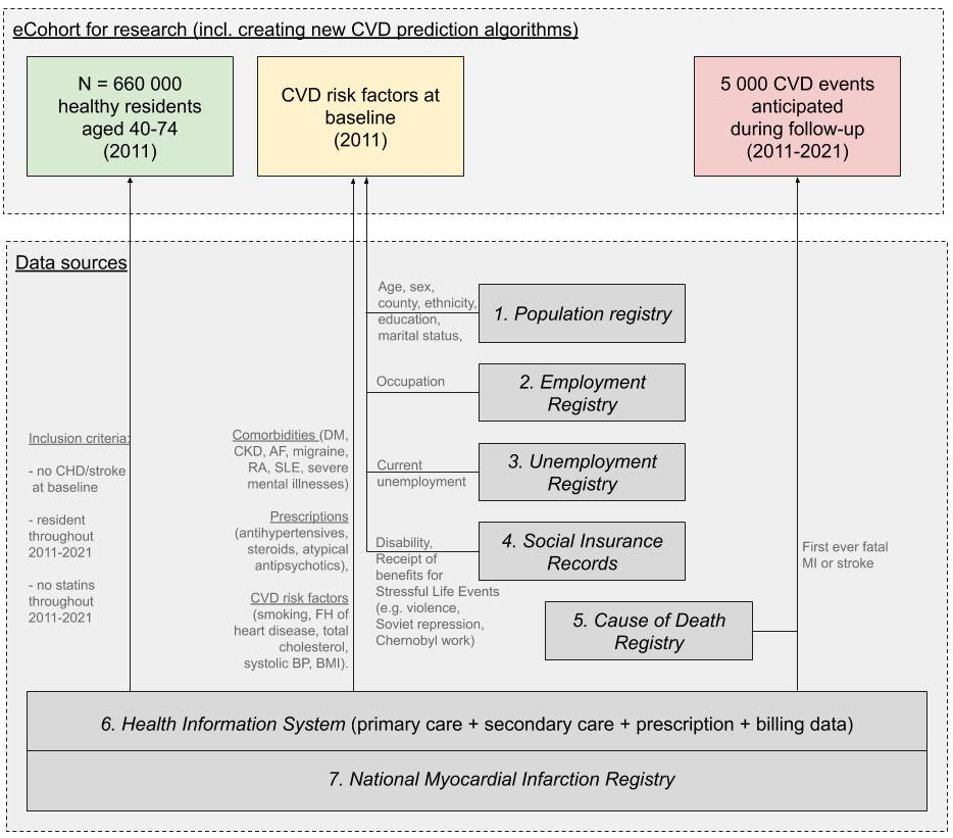 eCohort for research (incl. creating new CVD prediction algorithms)
N = 660 000
healthy residents
aged 40-74
(2011)
CVD risk factors at
baseline
(2011)
5 000 CVD events
anticipated
during follow-up
(2011-2021)
Data sources
Age, sex,
county, ethnicity,
education,
marital status,
1. Population registry
Occupation
2. Employment
Registry
Current
unemployment
3. Unemployment
Registry
Disability,
Receipt of
benefits for
Stressful Life Events
(e.g. violence,
Soviet repression,
Chernobyl work)
4. Social Insurance
Records
5. Cause of Death
Registry
First ever fatal
MI or stroke
Inclusion criteria:
- no CHD/stroke
at baseline
- resident
throughout
2011-2021
- no statins
throughout
2011-2021
Comorbidities (DM,
CKD, AF, migraine,
RA, SLE, severe
mental illnesses)
Prescriptions
(antihypertensives,
steroids, atypical
antipsychotics),
CVD risk factors
(smoking, FH of
heart disease, total
cholesterol,
systolic BP, BMI).
6. Health Information System (primary care + secondary care + prescription + billing data)
7. National Myocardial Infarction Registry